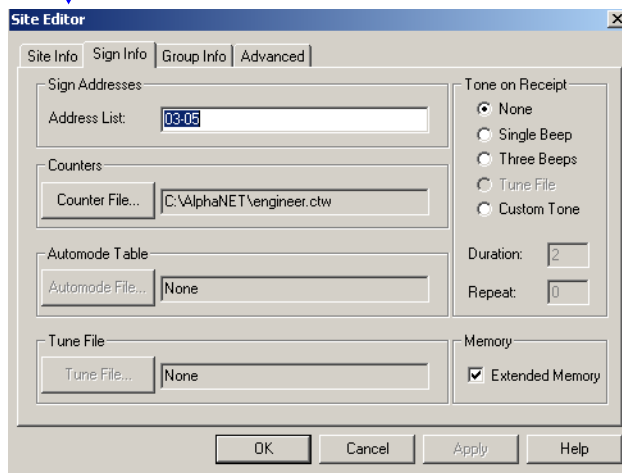 Site Editor
Site Info Sign Info Group Info Advanced
Sign Addresses
Address List: 03-05
Counters
Counter File... C:\AlphaNET\engineer.ctw
Automode Table
Automode File... None
Tune File
Tune File... None
Tone on Receipt
None
Single Beep
Three Beeps
Tune File
Custom Tone
Duration: 2
Repeat: 0
Memory
Extended Memory
OK Cancel Apply Help